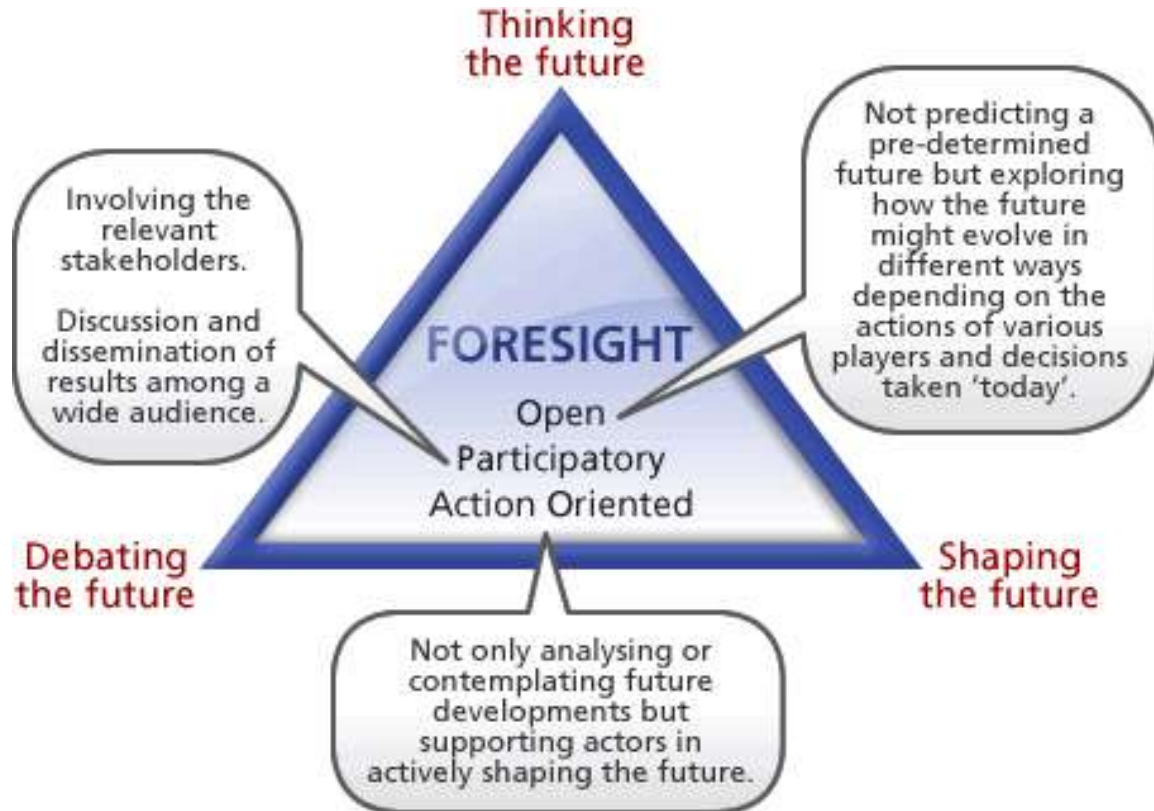 Thinking
the future
Not predicting a
pre-determined
future but exploring
how the future
might evolve in
different ways
depending on the
actions of various
players and decisions
taken ‘today’.
Involving the
relevant
stakeholders.
Discussion and
dissemination of
results among a
wide audience.
FORESIGHT
Open
Participatory
Action Oriented
Debating
the future
Shaping
the future
Not only analysing or
contemplating future
developments but
supporting actors in
actively shaping the future.